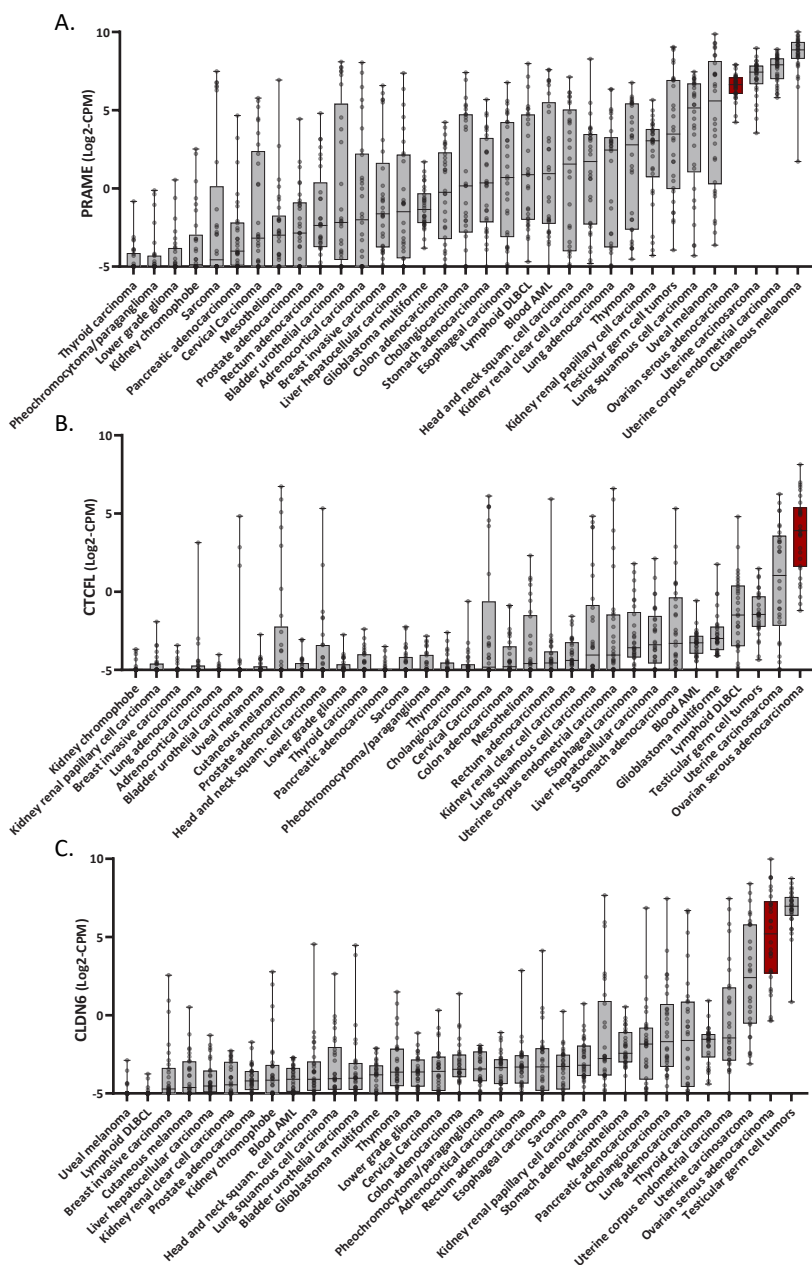 A.
10
5
0
-5
PRAME (Log2-CPM)
Thyroid carcinoma
Pheochromocytoma/paraganglioma
Lower grade glioma
Kidney chromophobe
Sarcoma
Pancreatic adenocarcinoma
Cervical Carcinoma
Mesothelioma
Prostate adenocarcinoma
Rectum adenocarcinoma
Bladder urothelial carcinoma
Adrenocortical carcinoma
Breast invasive carcinoma
Liver hepatocellular carcinoma
Glioblastoma multiforme
Colon adenocarcinoma
Cholangiocarcinoma
Stomach adenocarcinoma
Esophageal carcinoma
Lymphoid DLBCL
Blood AML
Head and neck squam. cell carcinoma
Kidney renal clear cell carcinoma
Lung adenocarcinoma
Thymoma
Kidney renal papillary cell carcinoma
Testicular germ cell tumors
Lung squamous cell carcinoma
Uveal melanoma
Ovarian serous adenocarcinoma
Uterine carcinosarcoma
Uterine corpus endometrial carcinoma
Cutaneous melanoma
B.
10
5
0
-5
CTCFL (Log2-CPM)
Kidney chromophobe
Kidney renal papillary cell carcinoma
Breast invasive carcinoma
Lung adenocarcinoma
Adrenocortical carcinoma
Bladder urothelial carcinoma
Uveal melanoma
Cutaneous melanoma
Prostate adenocarcinoma
Head and neck squam. cell carcinoma
Lower grade glioma
Thyroid carcinoma
Pancreatic adenocarcinoma
Sarcoma
Pheochromocytoma/paraganglioma
Thymoma
Cholangiocarcinoma
Cervical Carcinoma
Colon adenocarcinoma
Mesothelioma
Rectum adenocarcinoma
Kidney renal clear cell carcinoma
Lung squamous cell carcinoma
Uterine corpus endometrial carcinoma
Esophageal carcinoma
Liver hepatocellular carcinoma
Stomach adenocarcinoma
Blood AML
Glioblastoma multiforme
Lymphoid DLBCL
Testicular germ cell tumors
Uterine carcinosarcoma
Ovarian serous adenocarcinoma
C.
10
5
0
-5
CLDN6 (Log2-CPM)
Uveal melanoma
Lymphoid DLBCL
Breast invasive carcinoma
Cutaneous melanoma
Liver hepatocellular carcinoma
Kidney renal clear cell carcinoma
Prostate adenocarcinoma
Kidney chromophobe
Blood AML
Head and neck squam. cell carcinoma
Lung squamous cell carcinoma
Bladder urothelial carcinoma
Glioblastoma multiforme
Thymoma
Lower grade glioma
Cervical Carcinoma
Colon adenocarcinoma
Pheochromocytoma/paraganglioma
Adrenocortical carcinoma
Rectum adenocarcinoma
Esophageal carcinoma
Sarcoma
Kidney renal papillary cell carcinoma
Stomach adenocarcinoma
Mesothelioma
Pancreatic adenocarcinoma
Cholangiocarcinoma
Lung adenocarcinoma
Thyroid carcinoma
Uterine corpus endometrial carcinoma
Uterine carcinosarcoma
Ovarian serous adenocarcinoma
Testicular germ cell tumors